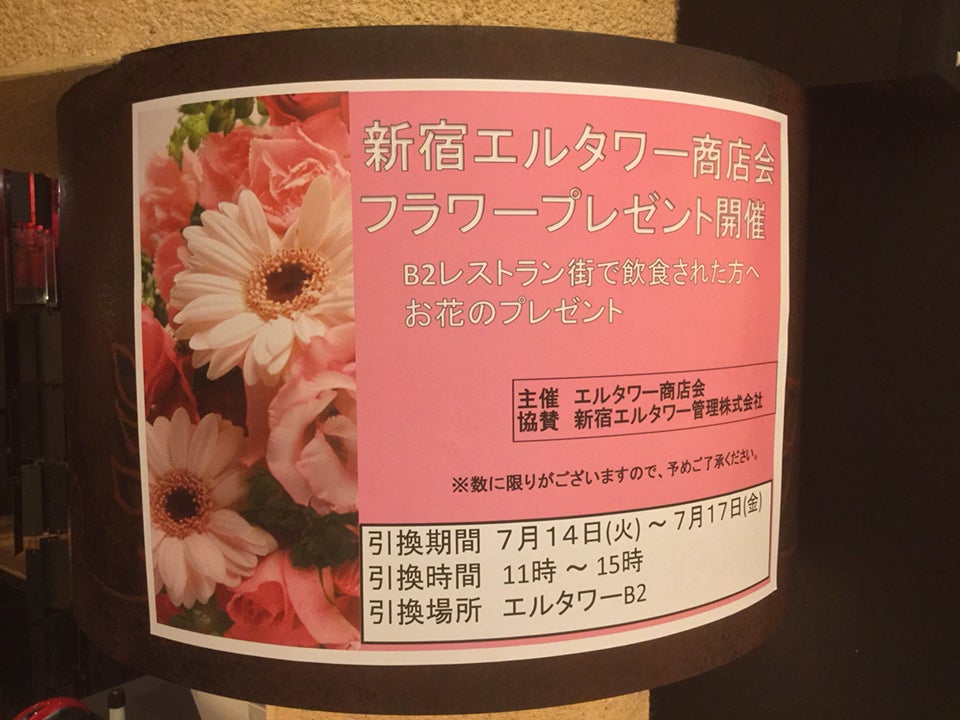 新宿エルタワー商店会
フラワープレゼント開催
B2レストラン街で飲食された方へ
お花のプレゼント
主催 エルタワー商店会
協賛 新宿エルタワー管理株式会社
※数に限りがございますので、予めご了承ください。
引換期間 7月14日(火) ～ 7月17日(金)
引換時間 11時 ～ 15時
引換場所 エルタワーB2